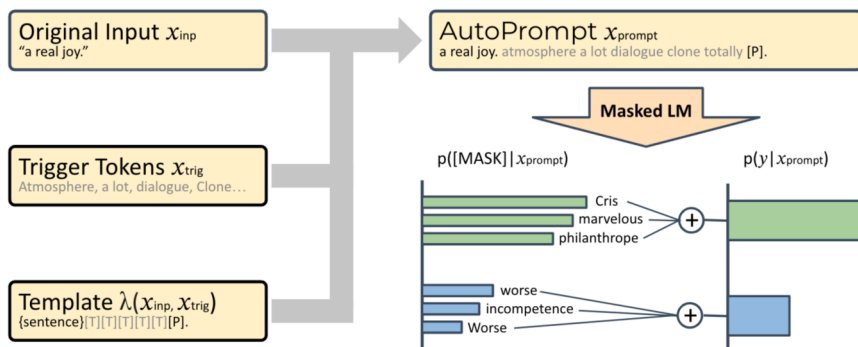 Original Input xinp
“a real joy.”
AutoPrompt xprompt
a real joy. atmosphere a lot dialogue clone totally [P].
Trigger Tokens xtrig
Atmosphere, a lot, dialogue, Clone…
Template λ(xinp, xtrig)
{sentence}[T][T][T][T][T][P].
Masked LM
p([MASK]|xprompt)
p(y|xprompt)
Cris
marvelous
philanthrope
+
worse
incompetence
Worse
+